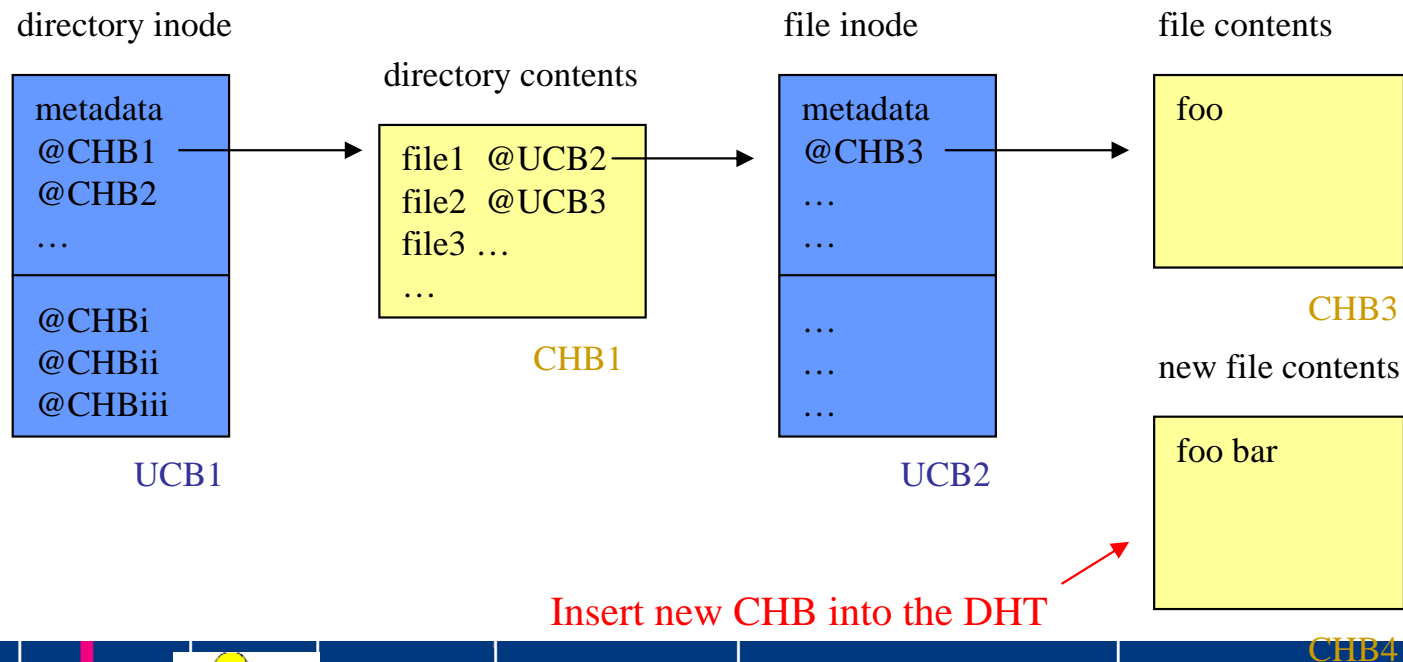 directory inode
metadata
@CHB1
@CHB2
…
@CHBi
@CHBii
@CHBiii
UCB1
directory contents
file1 @UCB2
file2 @UCB3
file3 …
…
CHB1
file inode
metadata
@CHB3
…
…
…
…
…
UCB2
file contents
foo
CHB3
new file contents
foo bar
CHB4
Insert new CHB into the DHT